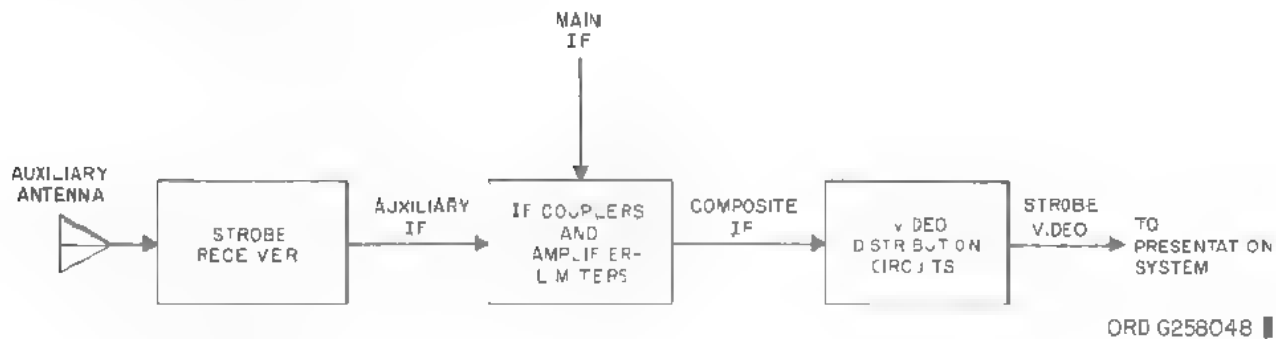 MAIN
IF
AUXILIARY
ANTENNA
STROBE
RECEIVER
AUXILIARY
IF
IF COUPLERS
AND
AMPLIFIER-
LIMITERS
COMPOSITE
IF
VIDEO
DISTRIBUTION
CIRCUITS
STROBE
VIDEO
TO
PRESENTATION
SYSTEM
ORD G258048